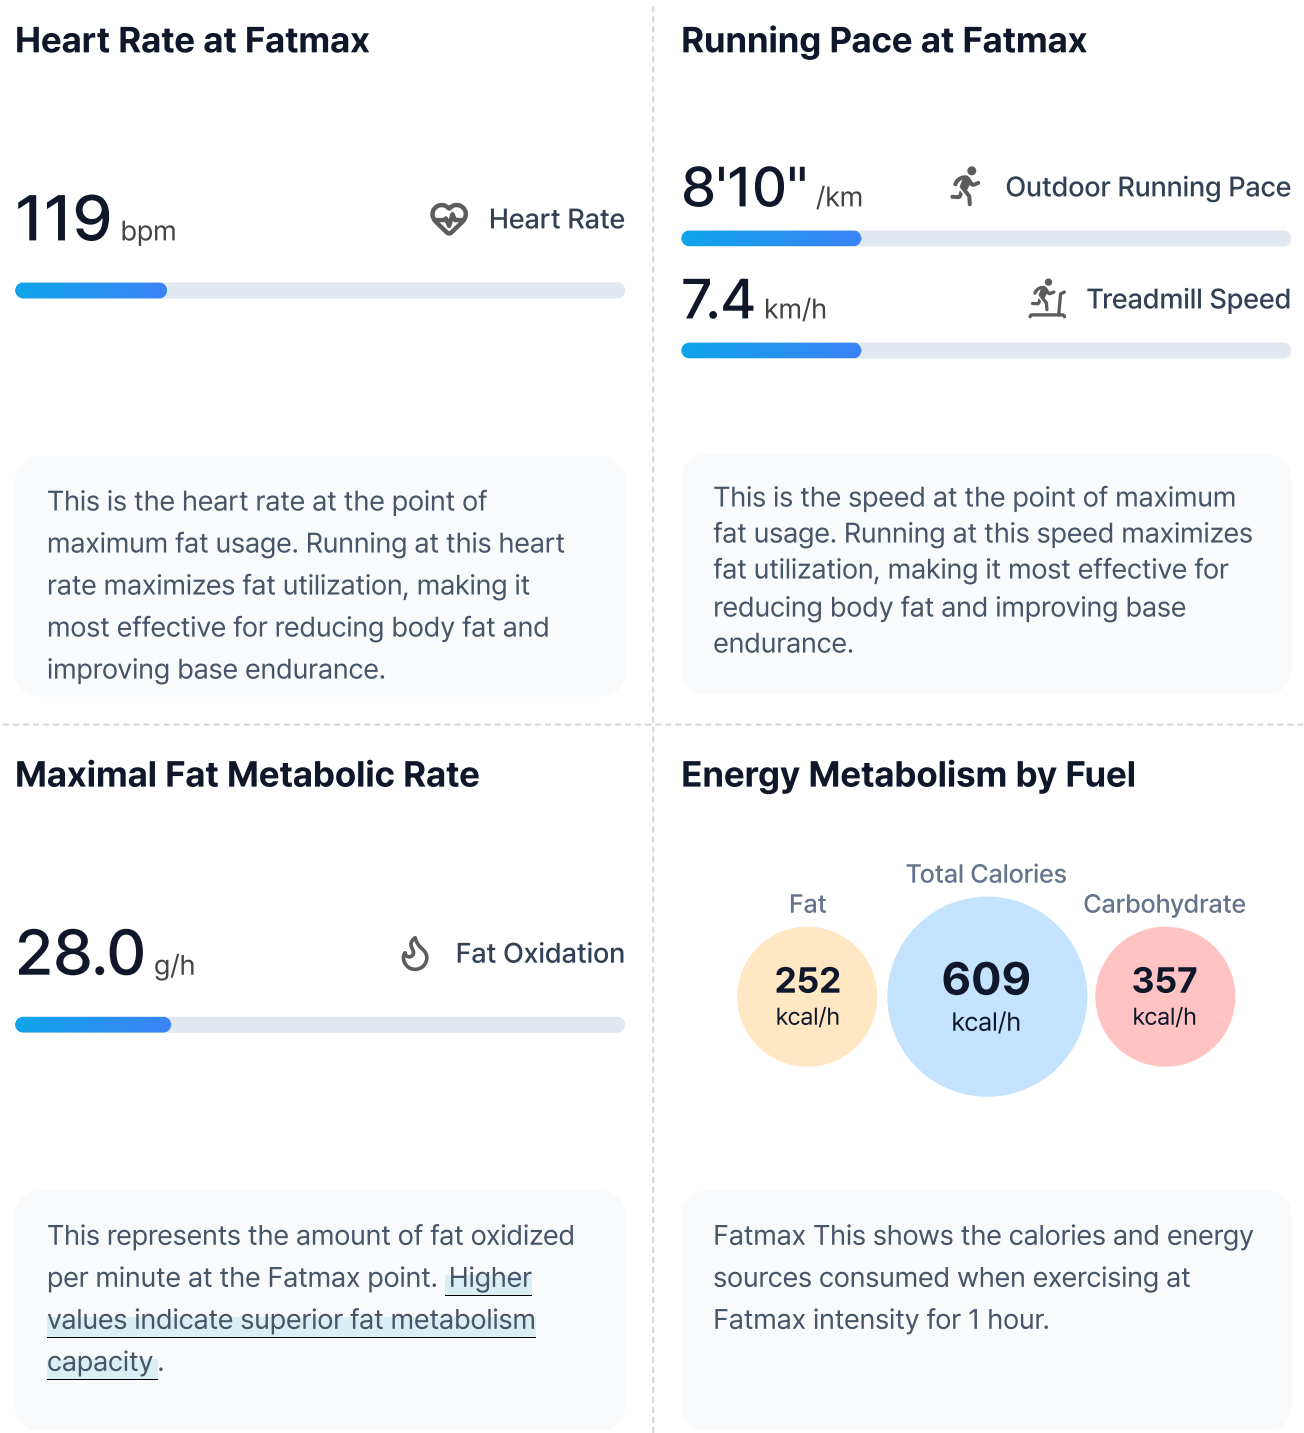 Heart Rate at Fatmax
119 bpm
Heart Rate
This is the heart rate at the point of
maximum fat usage. Running at this heart
rate maximizes fat utilization, making it
most effective for reducing body fat and
improving base endurance.
Running Pace at Fatmax
8'10" /km
Outdoor Running Pace
7.4 km/h
Treadmill Speed
This is the speed at the point of maximum
fat usage. Running at this speed maximizes
fat utilization, making it most effective for
reducing body fat and improving base
endurance.
Maximal Fat Metabolic Rate
28.0 g/h
Fat Oxidation
This represents the amount of fat oxidized
per minute at the Fatmax point. Higher
values indicate superior fat metabolism
capacity .
Energy Metabolism by Fuel
Fat
252
kcal/h
Total Calories
609
kcal/h
Carbohydrate
357
kcal/h
Fatmax This shows the calories and energy
sources consumed when exercising at
Fatmax intensity for 1 hour.